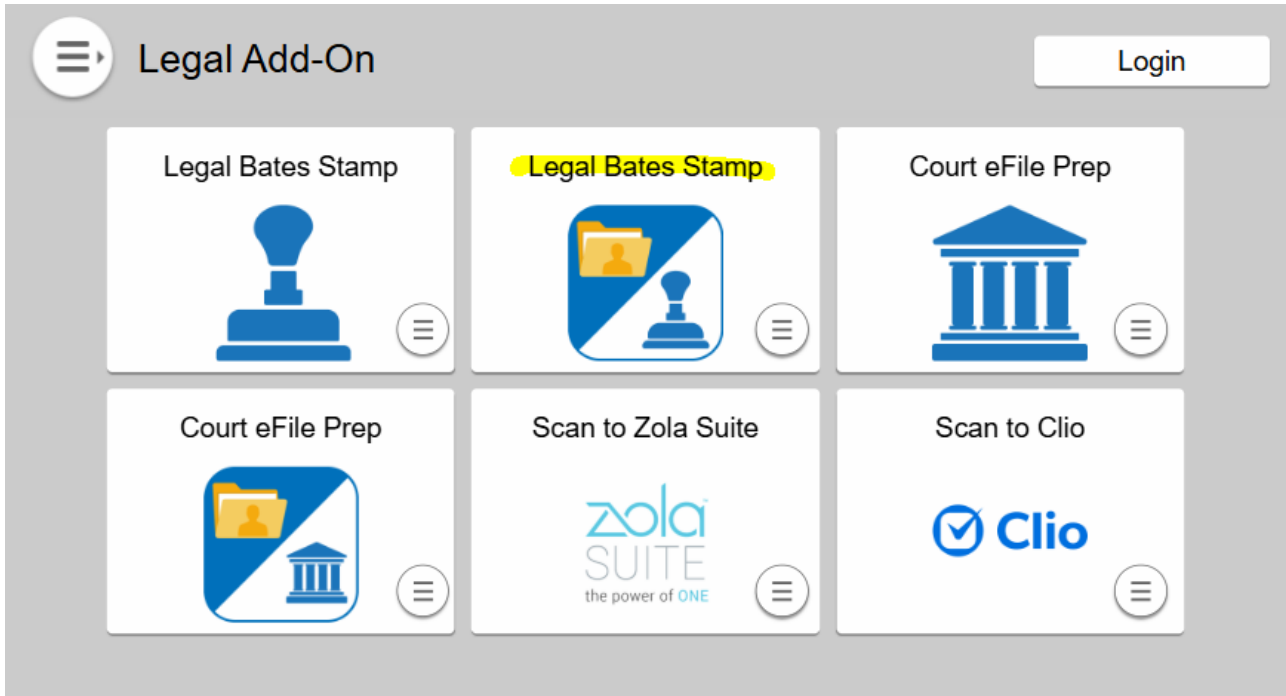 Legal Add-On
Login
Legal Bates Stamp
Legal Bates Stamp
Court eFile Prep
Court eFile Prep
Scan to Zola Suite
Scan to Clio
zola™
SUITE
the power of ONE
Clio